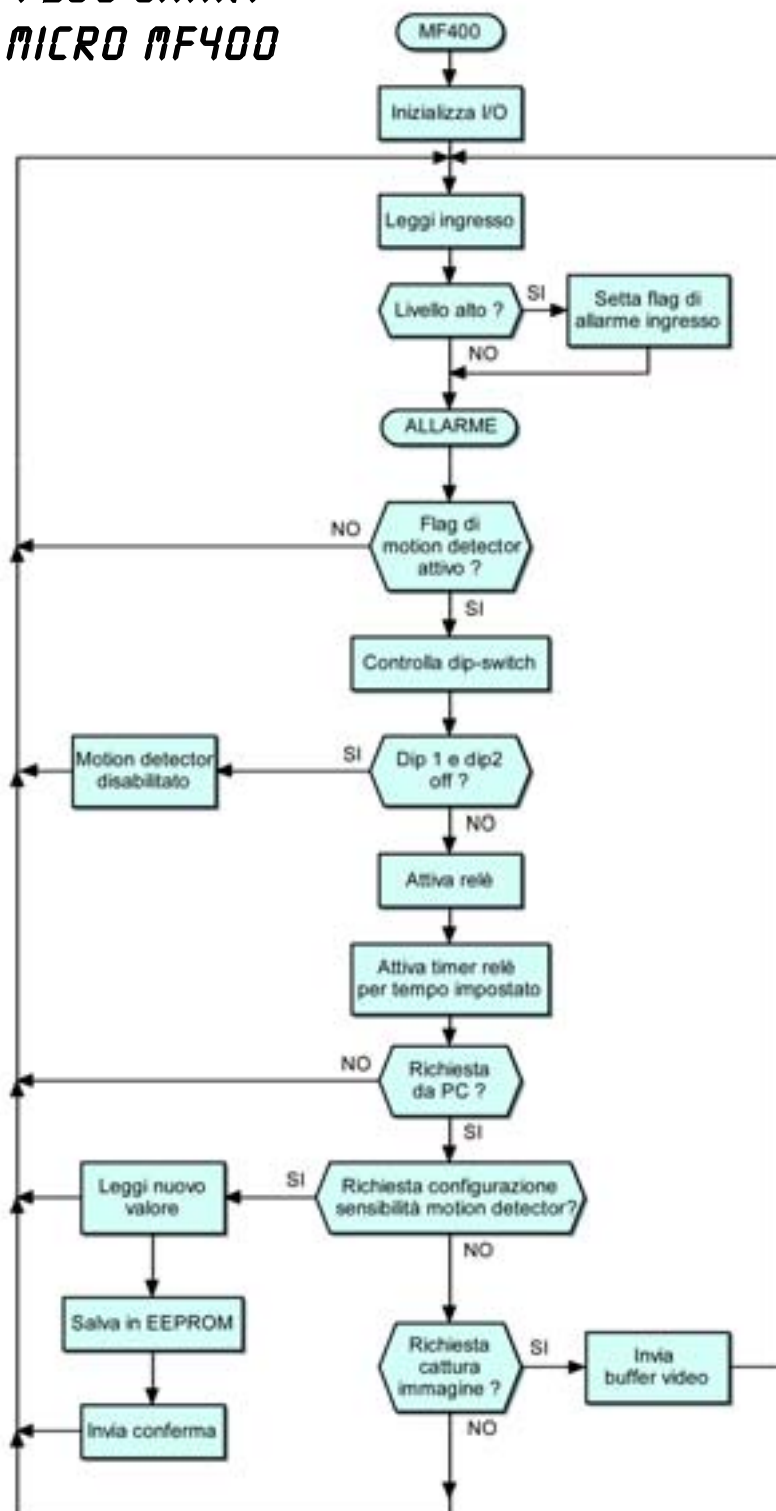 MICRO MF400
MF400
Inizializza I/O
Leggi ingresso
Livello alto ?
SI
Setta flag di
allarme ingresso
NO
ALLARME
NO
Flag di
motion detector
attivo ?
SI
Controlla dip-switch
Motion detector
disabilitato
SI
Dip 1 e dip2
off ?
NO
Attiva relè
Attiva timer relè
per tempo impostato
NO
Richiesta
da PC ?
SI
Leggi nuovo
valore
SI
Richiesta configurazione
sensibilità motion detector?
NO
Salva in EEPROM
Richiesta
cattura
immagine ?
SI
Invia
buffer video
Invia conferma
NO